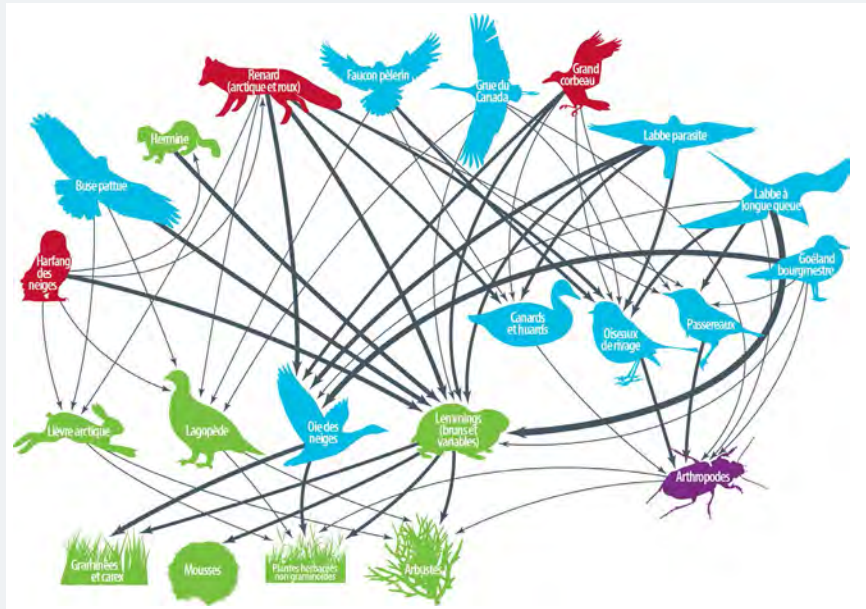 Renard
(arctique et roux)
Faucon pèlerin
Grue du
Canada
Grand
corbeau
Hermine
Labbe parasite
Buse pattue
Labbe à
longue queue
Harfang
des
neiges
Goéland
bourgmestre
Canards
et huards
Oiseaux
de rivage
Passereaux
Lièvre arctique
Lagopède
Oie des
neiges
Lemmings
(bruns et
variables)
Arthropodes
Graminées
et carex
Mousses
Plantes herbacées
non graminoïdes
Arbustes